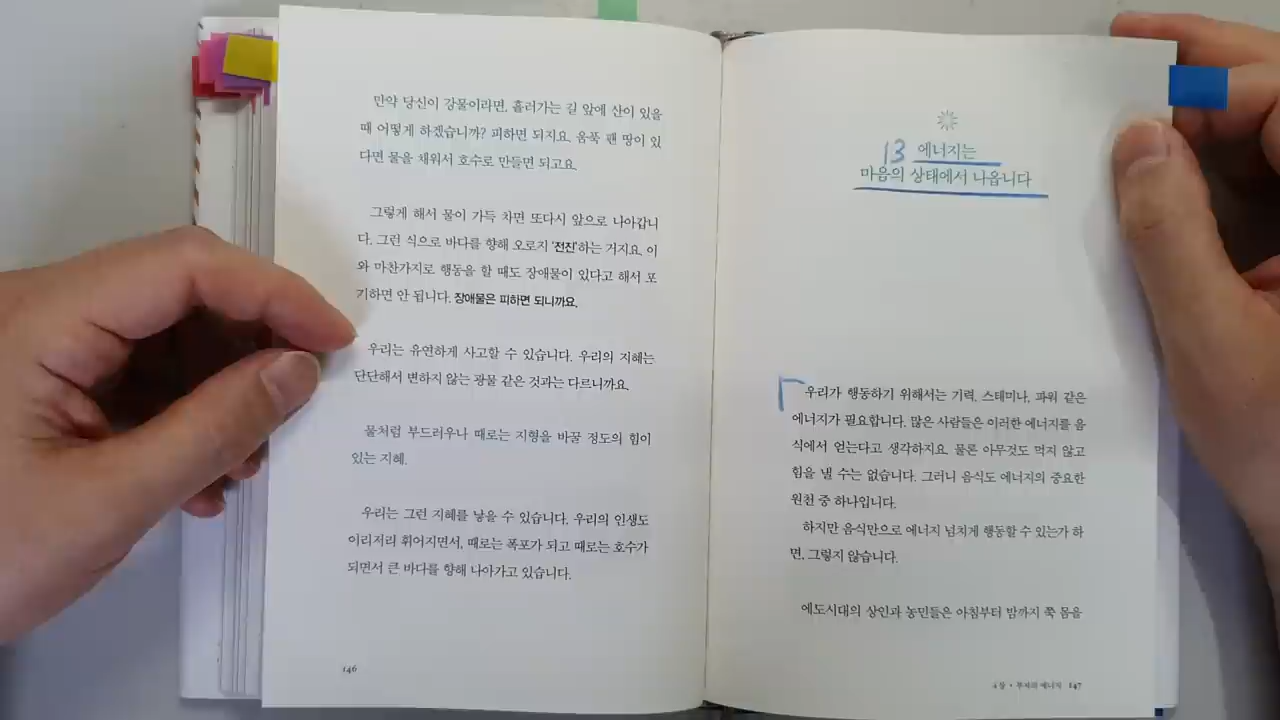 만약 당신이 강물이라면, 흘러가는 길 앞에 산이 있을
때 어떻게 하겠습니까? 피하면 되지요. 움푹 팬 땅이 있
다면 물을 채워서 호수로 만들면 되고요.
그렇게 해서 물이 가득 차면 또다시 앞으로 나아갑니
다. 그런 식으로 바다를 향해 오로지 '전진'하는 거지요. 이
와 마찬가지로 행동을 할 때도 장애물이 있다고 해서 포
기하면 안 됩니다. 장애물은 피하면 되니까요.
우리는 유연하게 사고할 수 있습니다. 우리의 지혜는
단단해서 변하지 않는 광물 같은 것과는 다르니까요.
물처럼 부드러우나 때로는 지형을 바꿀 정도의 힘이
있는 지혜.
우리는 그런 지혜를 낳을 수 있습니다. 우리의 인생도
이리저리 휘어지면서, 때로는 폭포가 되고 때로는 호수가
되면서 큰 바다를 향해 나아가고 있습니다.
146
13 에너지는
마음의 상태에서 나옵니다
우리가 행동하기 위해서는 기력, 스테미나, 파워 같은
에너지가 필요합니다. 많은 사람들은 이러한 에너지를 음
식에서 얻는다고 생각하지요. 물론 아무것도 먹지 않고
힘을 낼 수는 없습니다. 그러니 음식도 에너지의 중요한
원천 중 하나입니다.
하지만 음식만으로 에너지 넘치게 행동할 수 있는가 하
면, 그렇지 않습니다.
에도시대의 상인과 농민들은 아침부터 밤까지 쭉 몸을
4장 • 부자의 에너지 147